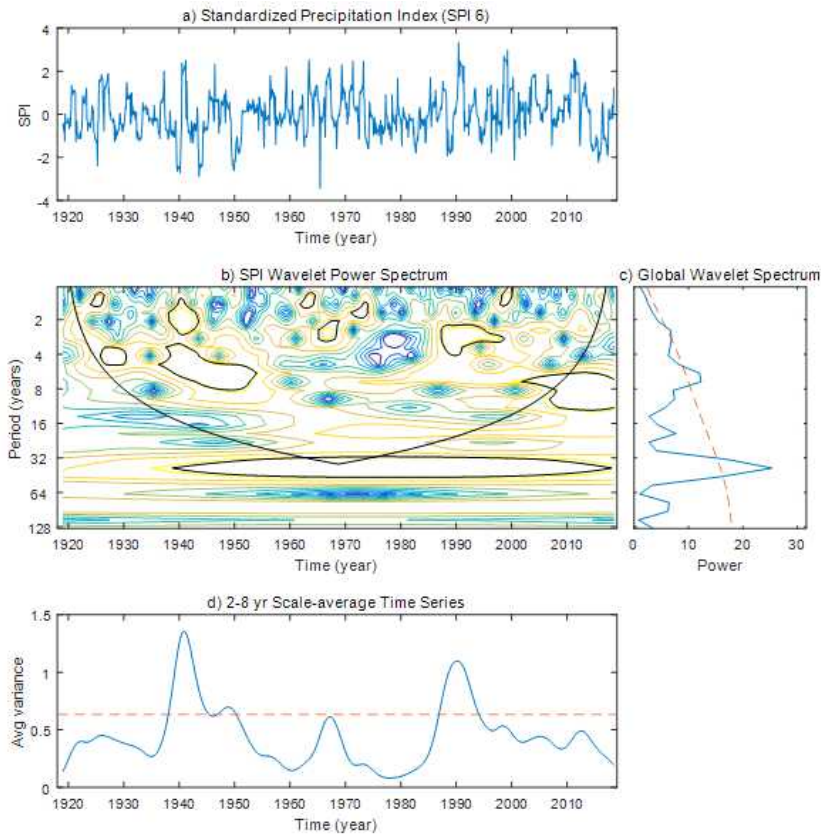 a) Standardized Precipitation Index (SPI 6)
4
2
0
-2
-4
SPI
1920 1930 1940 1950 1960 1970 1980 1990 2000 2010
Time (year)
b) SPI Wavelet Power Spectrum
2
4
8
16
32
64
128
Period (years)
1920 1930 1940 1950 1960 1970 1980 1990 2000 2010
Time (year)
c) Global Wavelet Spectrum
0 10 20 30
Power
d) 2-8 yr Scale-average Time Series
1.5
1
0.5
0
Avg variance
1920 1930 1940 1950 1960 1970 1980 1990 2000 2010
Time (year)